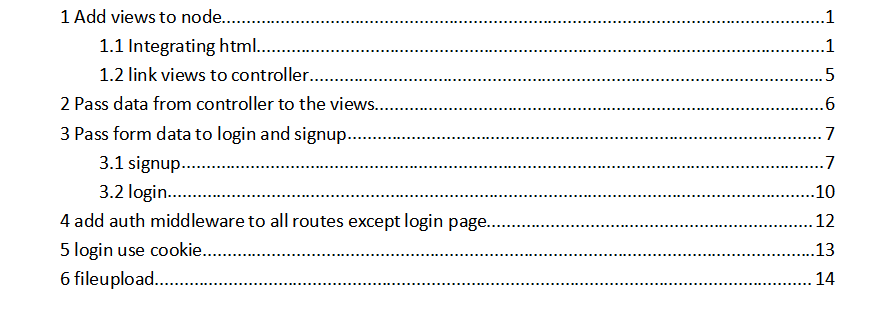 1 Add views to node........................................................................................................................1
1.1 Integrating html.................................................................................................................1
1.2 link views to controller.......................................................................................................5
2 Pass data from controller to the views..........................................................................................6
3 Pass form data to login and signup................................................................................................7
3.1 signup................................................................................................................................7
3.2 login.................................................................................................................................10
4 add auth middleware to all routes except login page.................................................................12
5 login use cookie...........................................................................................................................13
6 fileupload....................................................................................................................................14